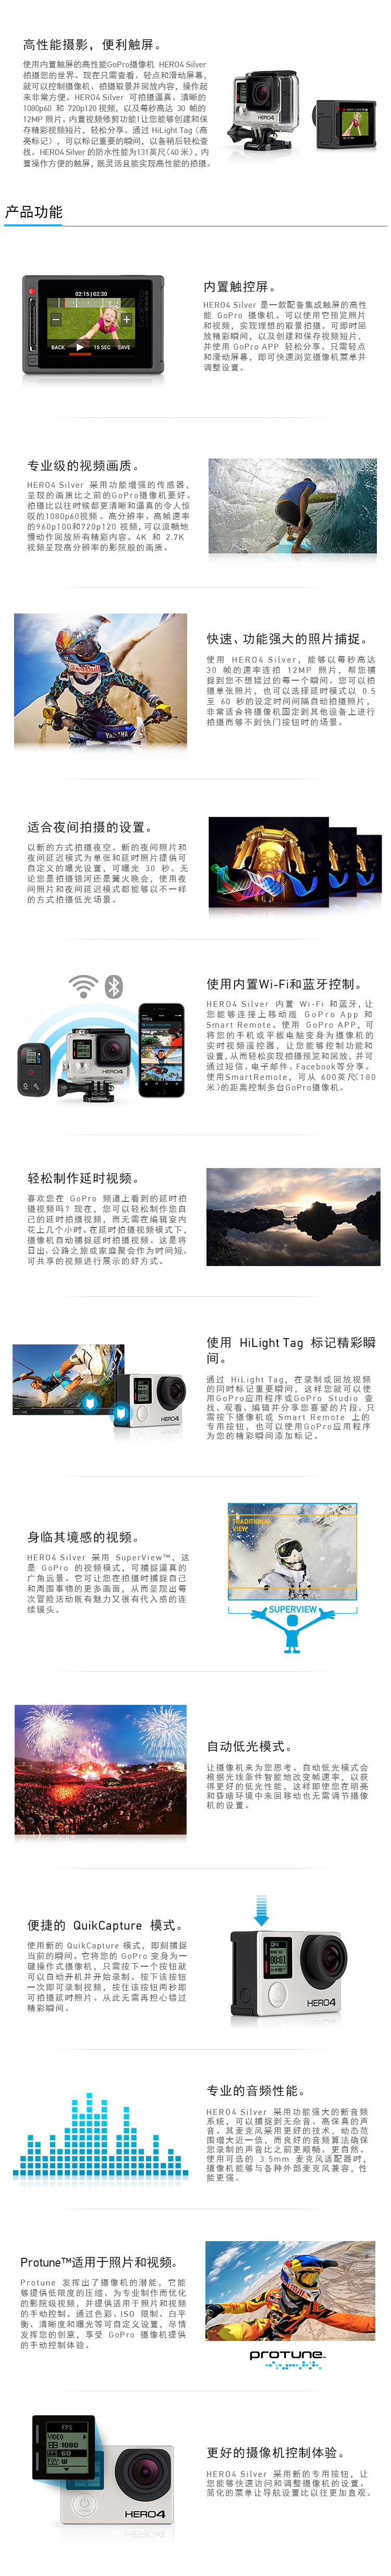 高性能摄影，便利触屏。
使用内置触屏的高性能GoPro摄像机 HERO4 Silver
拍摄您的世界。现在只需查看、轻点和滑动屏幕，
就可以控制摄像机、拍摄取景并回放内容，操作起
来非常方便。HERO4 Silver 可拍摄逼真、清晰的
1080p60 和 720p120 视频，以及每秒高达 30 帧的
12MP 照片。内置视频修剪功能1让您能够创建和保
存精彩视频短片，轻松分享。通过 HiLight Tag（高
亮标记），可以标记重要的瞬间，以备稍后轻松查
找。HERO4 Silver 的防水性能为131英尺（40 米），内
置操作方便的触屏，既灵活且能实现高性能的拍摄。
HERO4
产品功能
02:15 | 02:30
BACK 15 SEC SAVE
内置触控屏。
HERO4 Silver 是一款配备集成触屏的高性
能 GoPro 摄像机。可以使用它预览照片
和视频，实现理想的取景拍摄。可即时回
放精彩瞬间，以及创建和保存视频短片，
并使用 GoPro APP 轻松分享。只需轻点
和滑动屏幕，即可快速浏览摄像机菜单并
调整设置。
专业级的视频画质。
HERO4 Silver 采用功能增强的传感器，
呈现的画质比之前的GoPro摄像机要好。
拍摄比以往时候都更清晰和逼真的令人惊
叹的1080p60视频、高分辨率、高帧速率
的960p100和720p120 视频，可以流畅地
慢动作回放所有精彩内容。4K 和 2.7K
视频呈现高分辨率的影院般的画质。
快速、功能强大的照片捕捉。
使用 HERO4 Silver，能够以每秒高达
30 帧的速率连拍 12MP 照片，帮您捕
捉到您不想错过的每一个瞬间。您可以拍
摄单张照片，也可以选择延时模式以 0.5
至 60 秒的设定时间间隔自动拍摄照片，
非常适合将摄像机固定到其他设备上进行
拍摄而够不到快门按钮时的场景。
Red Bull
适合夜间拍摄的设置。
以新的方式拍摄夜空。新的夜间照片和
夜间延迟模式为单张和延时照片提供可
自定义的曝光设置，可曝光 30 秒。无
论您是拍摄银河还是篝火晚会，使用夜
间照片和夜间延迟模式都能够以不一样
的方式拍摄低光场景。
使用内置Wi-Fi和蓝牙控制。
HERO4 Silver 内置 Wi-Fi 和蓝牙，让
您能够连接上移动版 GoPro App 和
Smart Remote。使用 GoPro APP，可
将您的手机或平板电脑变身为摄像机的
实时视频遥控器，让您能够控制功能和
设置，从而轻松实现拍摄预览和回放，并可
通过短信、电子邮件、Facebook等分享。
使用SmartRemote，可从 600英尺（180
米）的距离控制多台GoPro摄像机。
HERO4
轻松制作延时视频。
喜欢您在 GoPro 频道上看到的延时拍
摄视频吗？现在，您可以轻松制作您自
己的延时拍摄视频，而无需在编辑室内
花上几个小时。在延时拍摄视频模式下，
摄像机自动捕捉延时拍摄视频。这是将
日出、公路之旅或家庭聚会作为时间短、
可共享的视频进行展示的好方式。
使用 HiLight Tag 标记精彩瞬
间。
通过 HiLight Tag，在录制或回放视频
的同时标记重要瞬间，这样您就可以使
用GoPro应用程序或GoPro Studio 查
找、观看、编辑并分享您喜爱的片段。只
需按下摄像机或 Smart Remote 上的
专用按钮，也可以使用GoPro应用程序
为您的精彩瞬间添加标记。
HERO4
身临其境感的视频。
HERO4 Silver 采用 SuperView™，这
是 GoPro 的视频模式，可捕捉逼真的
广角远景。它可让您在拍摄时捕捉自己
和周围事物的更多画面，从而呈现出每
次冒险活动既有魅力又很有代入感的连
续镜头。
TRADITIONAL
VIEW
SUPERVIEW
自动低光模式。
让摄像机来为您思考。自动低光模式会
根据光线条件智能地改变帧速率，以获
得更好的低光性能，这样即使您在明亮
和昏暗环境中来回移动也无需调节摄像
机的设置。
便捷的 QuikCapture 模式。
使用新的 QuikCapture 模式，即刻捕捉
当前的瞬间。它将您的 GoPro 变身为一
键操作式摄像机，只需按下一个按钮就
可以自动开机并开始录制。按下该按钮
一次即可录制视频，按住该按钮两秒即
可拍摄延时照片。从此无需再担心错过
精彩瞬间。
HERO4
专业的音频性能。
HERO4 Silver 采用功能强大的新音频
系统，可以捕捉到无杂音、高保真的声
音。其麦克风采用更好的技术，动态范
围增大近一倍，而良好的音频算法确保
您录制的声音比之前更顺畅、更自然。
使用可选的 3.5mm 麦克风适配器时，
摄像机能够与各种外部麦克风兼容，性
能更强。
Protune™适用于照片和视频。
Protune 发挥出了摄像机的潜能，它能
够提供低限度的压缩、为专业制作而优化
的影院级视频，并提供适用于照片和视频
的手动控制。通过色彩、ISO 限制、白平
衡、清晰度和曝光等可自定义设置，尽情
发挥您的创意，享受 GoPro 摄像机提供
的手动控制体验。
PROTUNE
FPS
VIDEO
1080
FPS:60
FOV:W
HERO4
更好的摄像机控制体验。
HERO4 Silver 采用新的专用按钮，让
您能够快速访问和调整摄像机的设置。
简化的菜单让导航设置比以往更加直观。